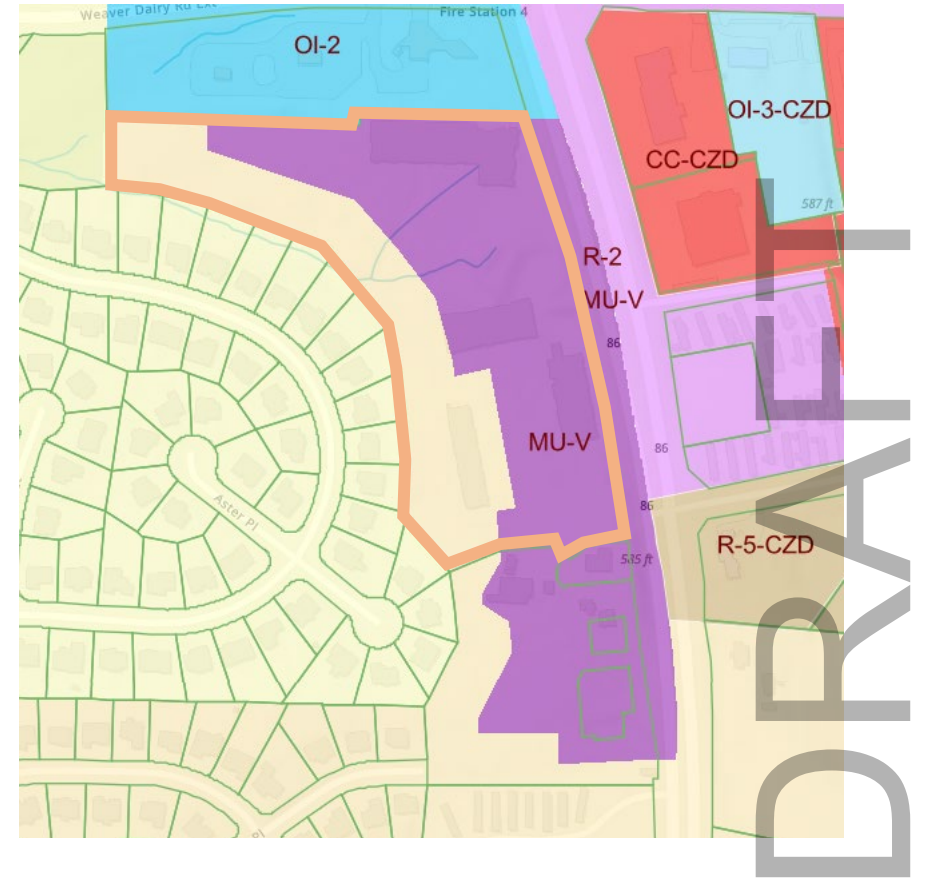 Weaver Dairy Rd Ext
Fire Station 4
OI-2
OI-3-CZD
CC-CZD
587 ft
R-2
MU-V
86
MU-V
86
86
Aster Pl
R-5-CZD
535 ft
Pl
DRAFT